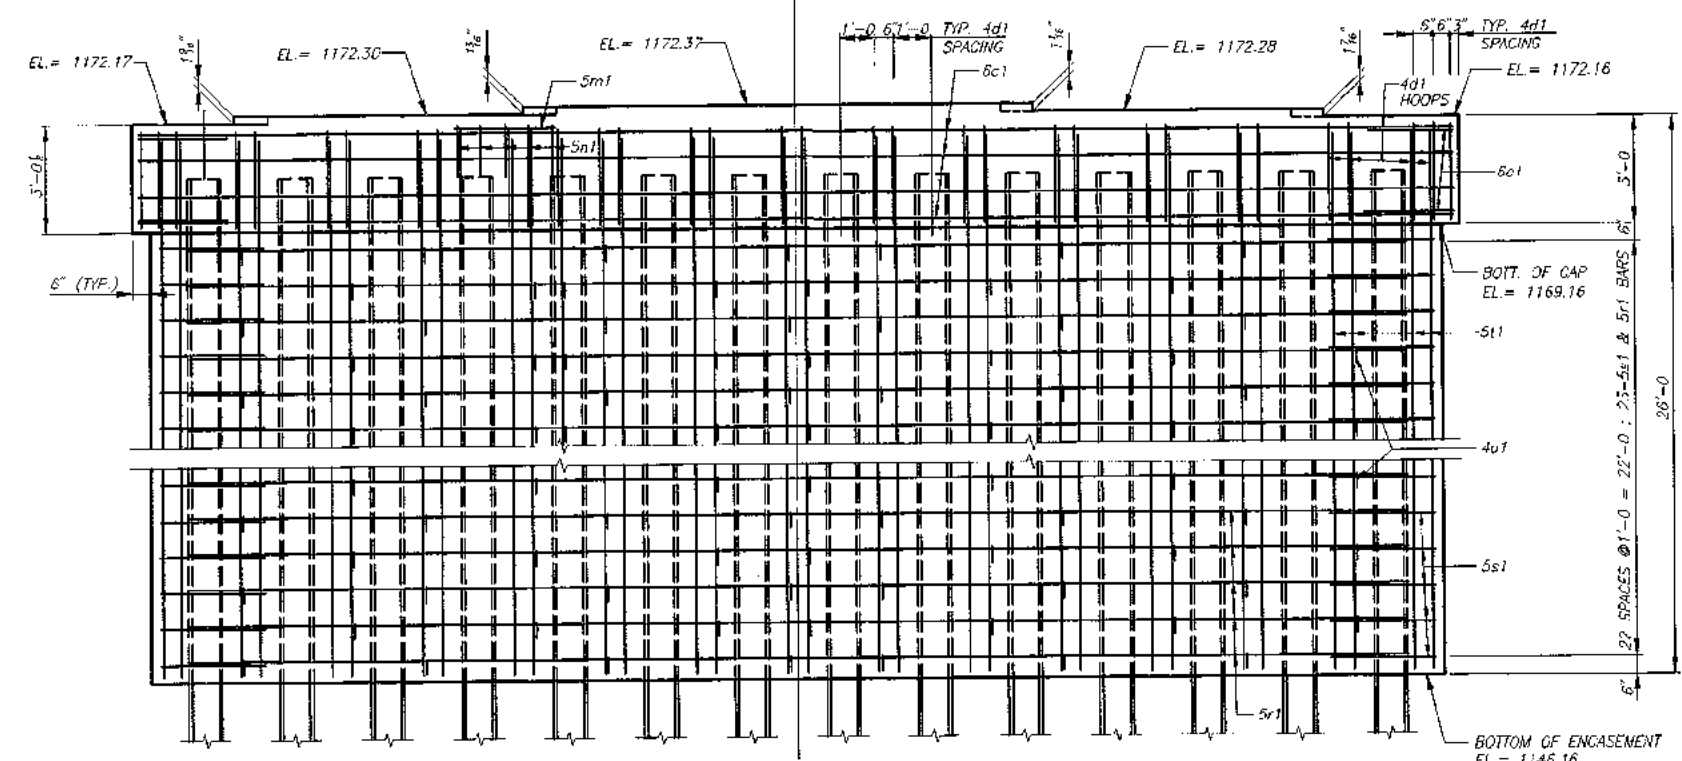 1'-0 6" 1'-0 TYP. 4d1
SPACING
6" 6" 3" TYP. 4d1
SPACING
EL.= 1172.17
EL.= 1172.30
EL.= 1172.37
EL.= 1172.28
EL.= 1172.16
5m1
6c1
4d1
HOOPS
5n1
3'-0
6"
BOTT. OF CAP
EL.= 1169.16
6" (TYP.)
5t1
4u1
22 SPACES @1'-0 = 22'-0 : 23-5s1 & 5r1 BARS
26'-0
5s1
5r1
6"
BOTTOM OF ENCASEMENT
EL.= 1146.16